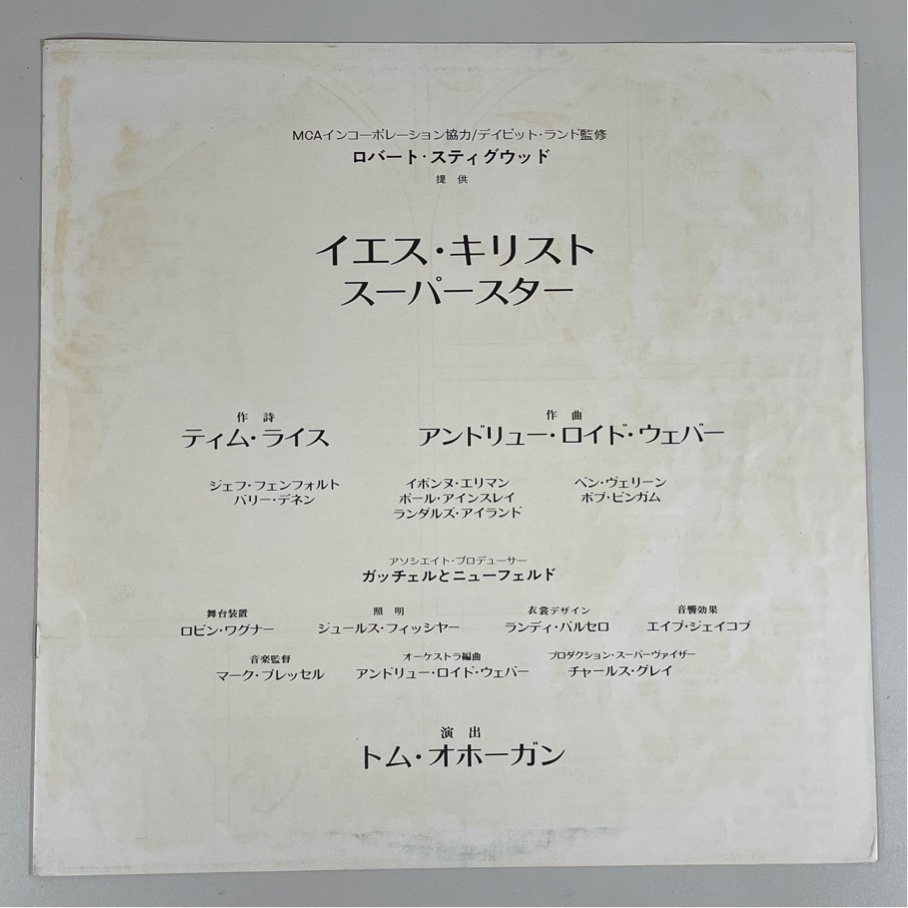 MCAインコーポレーション協力/デイビット・ランド監修
ロバート・スティグウッド
提 供
イエス・キリスト
スーパースター
作 詩 作 曲
ティム・ライス アンドリュー・ロイド・ウェバー
ジェフ・フェンフォルト イボンヌ・エリマン ベン・ヴェリーン
バリー・デネン ポール・アインスレイ ボブ・ビンガム
ランダルズ・アイランド
アソシエイト・プロデューサー
ガッチェルとニューフェルド
舞台装置 照 明 衣裳デザイン 音響効果
ロビン・ワグナー ジュールス・フィッシャー ランディ・バルセロ エイブ・ジェイコブ
音楽監督 オーケストラ編曲 プロダクション・スーパーヴァイザー
マーク・プレッセル アンドリュー・ロイド・ウェバー チャールス・グレイ
演 出
トム・オホーガン